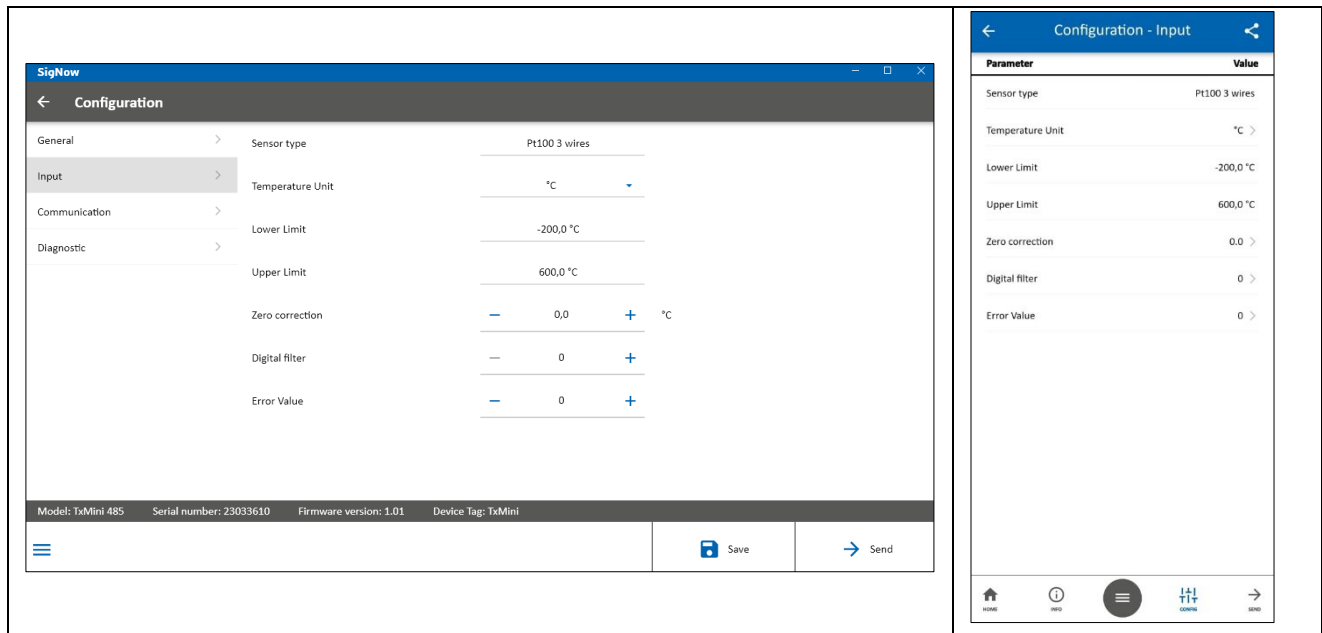 SigNow
Configuration
General
Input
Communication
Diagnostic
Sensor type Pt100 3 wires
Temperature Unit °C
Lower Limit -200,0 °C
Upper Limit 600,0 °C
Zero correction 0,0 °C
Digital filter 0
Error Value 0
Model: TxMini 485 Serial number: 23033610 Firmware version: 1.01 Device Tag: TxMini
Save Send
Configuration - Input
Parameter Value
Sensor type Pt100 3 wires
Temperature Unit °C
Lower Limit -200,0 °C
Upper Limit 600,0 °C
Zero correction 0.0
Digital filter 0
Error Value 0
HOME INFO CONFIG SEND